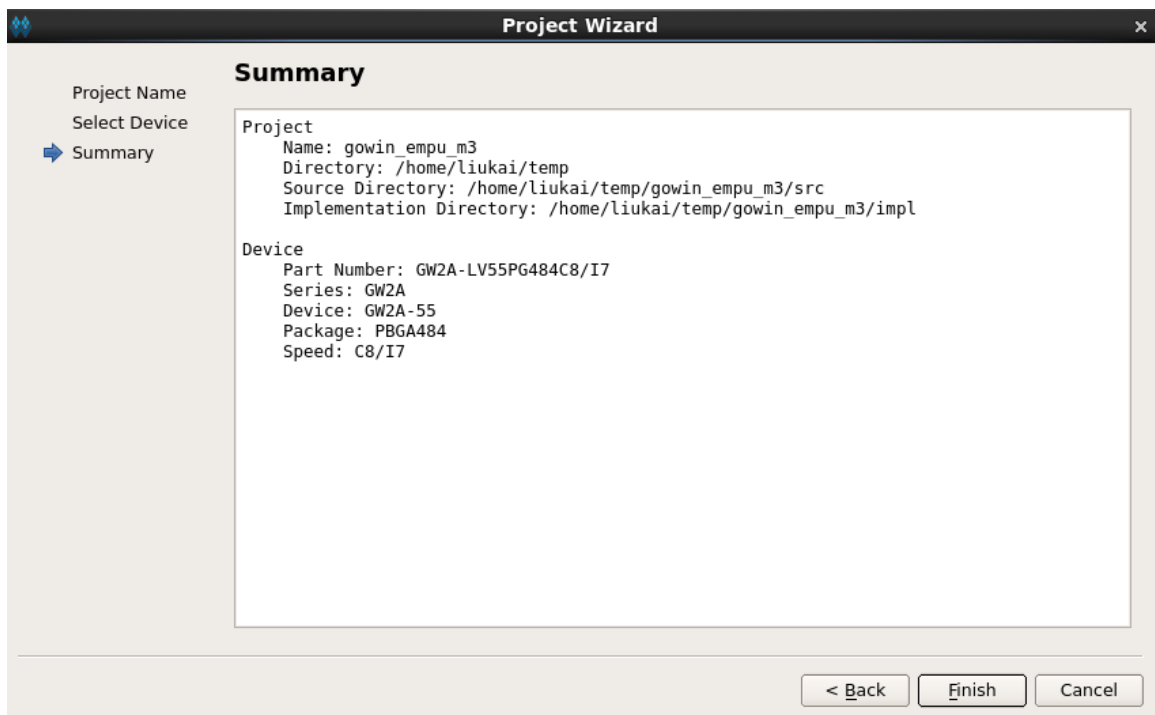 Project Wizard
Project Name
Select Device
Summary
Summary
Project
Name: gowin_empu_m3
Directory: /home/liukai/temp
Source Directory: /home/liukai/temp/gowin_empu_m3/src
Implementation Directory: /home/liukai/temp/gowin_empu_m3/impl
Device
Part Number: GW2A-LV55PG484C8/I7
Series: GW2A
Device: GW2A-55
Package: PBGA484
Speed: C8/I7
< Back
Finish
Cancel